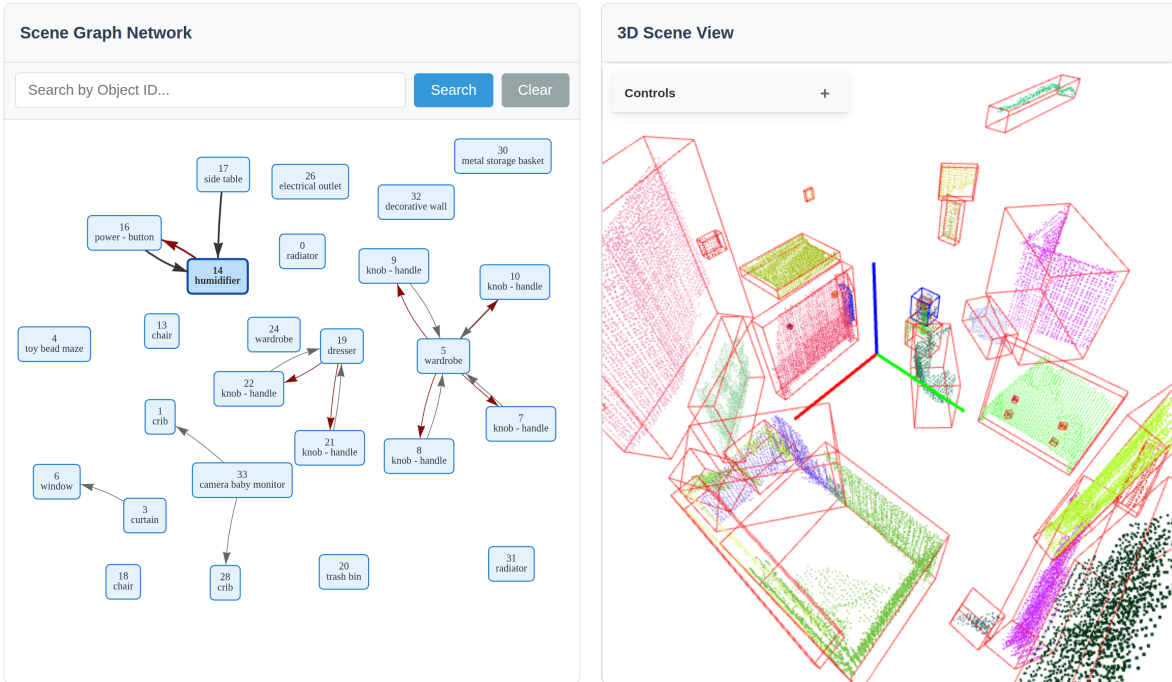 Scene Graph Network
Search by Object ID...
Search
Clear
30
metal storage basket
17
side table
26
electrical outlet
32
decorative wall
16
power - button
0
radiator
14
humidifier
9
knob - handle
10
knob - handle
13
chair
24
wardrobe
4
toy bead maze
19
dresser
5
wardrobe
22
knob - handle
1
crib
7
knob - handle
21
knob - handle
8
knob - handle
33
camera baby monitor
6
window
3
curtain
31
radiator
20
trash bin
18
chair
28
crib
3D Scene View
Controls
+